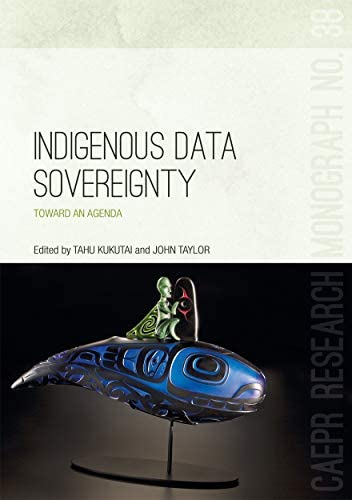 INDIGENOUS DATA
SOVEREIGNTY
TOWARD AN AGENDA
Edited by TAHU KUKUTAI and JOHN TAYLOR
CAEPR RESEARCH MONOGRAPH NO. 38